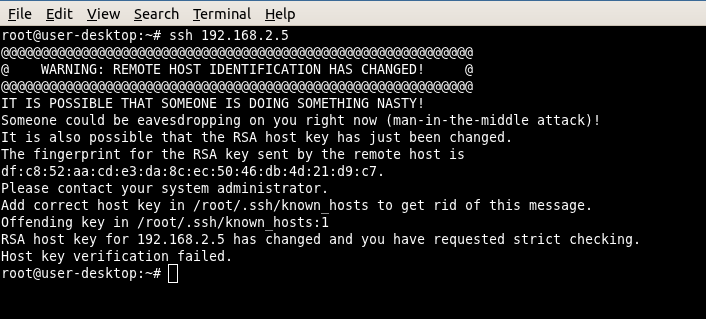 File Edit View Search Terminal Help
root@user-desktop:~# ssh 192.168.2.5
@@@@@@@@@@@@@@@@@@@@@@@@@@@@@@@@@@@@@@@@@@@@@@@@@@@@@@@@@@@
@    WARNING: REMOTE HOST IDENTIFICATION HAS CHANGED!     @
@@@@@@@@@@@@@@@@@@@@@@@@@@@@@@@@@@@@@@@@@@@@@@@@@@@@@@@@@@@
IT IS POSSIBLE THAT SOMEONE IS DOING SOMETHING NASTY!
Someone could be eavesdropping on you right now (man-in-the-middle attack)!
It is also possible that the RSA host key has just been changed.
The fingerprint for the RSA key sent by the remote host is
df:c8:52:aa:cd:e3:da:8c:ec:50:46:db:4d:21:d9:c7.
Please contact your system administrator.
Add correct host key in /root/.ssh/known_hosts to get rid of this message.
Offending key in /root/.ssh/known_hosts:1
RSA host key for 192.168.2.5 has changed and you have requested strict checking.
Host key verification failed.
root@user-desktop:~#